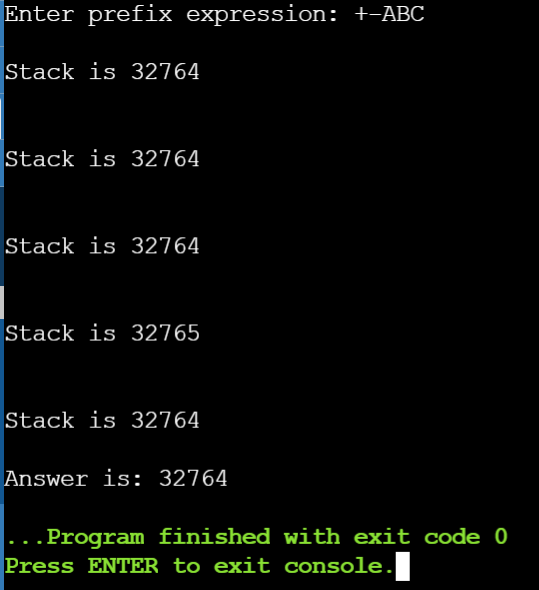 Enter prefix expression: +-ABC
Stack is 32764
Stack is 32764
Stack is 32764
Stack is 32765
Stack is 32764
Answer is: 32764
...Program finished with exit code 0
Press ENTER to exit console.